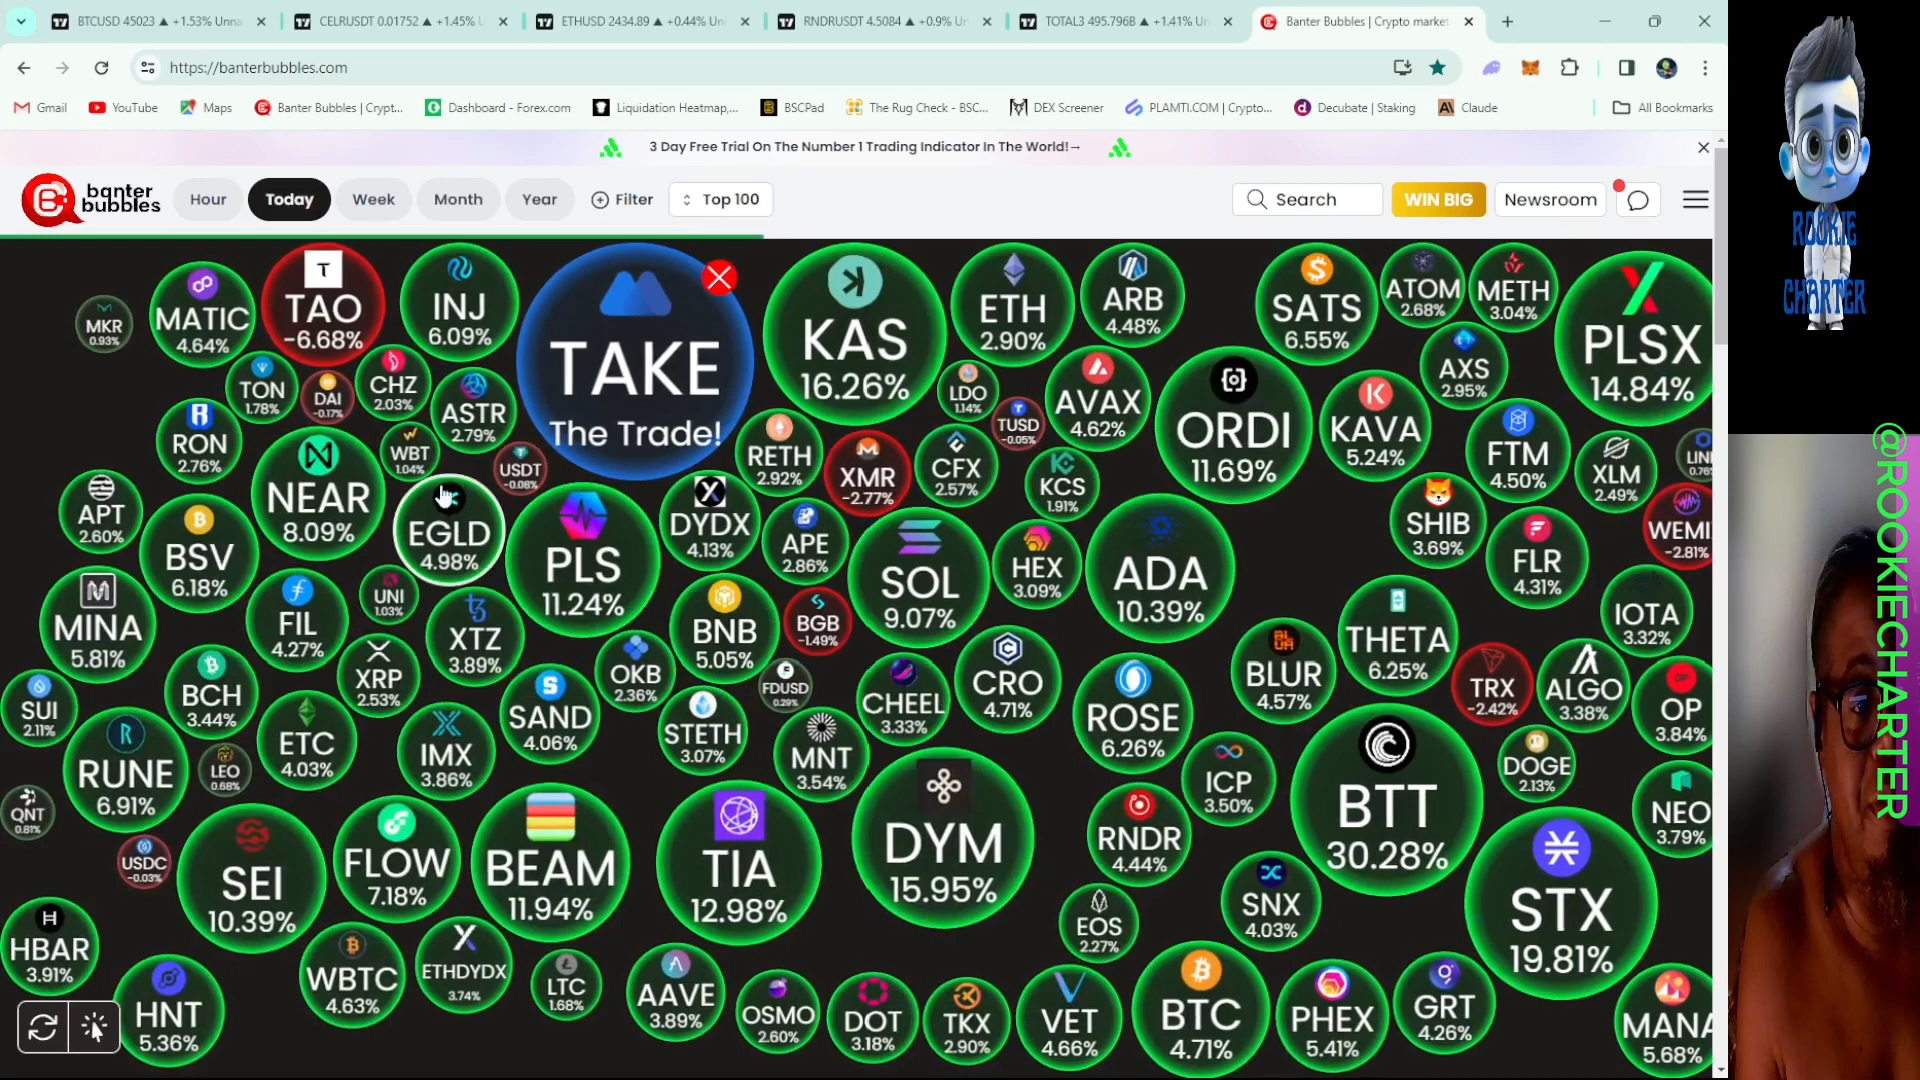 BTCUSD 45023 ▲ +1.53% Unna
CELRUSDT 0.01752 ▲ +1.45% U
ETHUSD 2434.89 ▲ +0.44% Un
RNDRUSDT 4.5084 ▲ +0.9% Un
TOTAL3 495.796B ▲ +1.41% Un
Banter Bubbles | Crypto market
https://banterbubbles.com
Gmail
YouTube
Maps
Banter Bubbles | Crypt...
Dashboard - Forex.com
Liquidation Heatmap,...
BSCPad
The Rug Check - BSC...
DEX Screener
PLAMTI.COM | Crypto...
Decubate | Staking
Claude
All Bookmarks
3 Day Free Trial On The Number 1 Trading Indicator In The World!→
banter
bubbles
Hour
Today
Week
Month
Year
Filter
Top 100
Search
WIN BIG
Newsroom
MKR
0.93%
MATIC
4.64%
TAO
-6.68%
INJ
6.09%
TAKE
The Trade!
KAS
16.26%
ETH
2.90%
ARB
4.48%
SATS
6.55%
ATOM
2.68%
METH
3.04%
PLSX
14.84%
TON
1.78%
DAI
-0.17%
CHZ
2.03%
ASTR
2.79%
LDO
1.14%
TUSD
-0.05%
AVAX
4.62%
ORDI
11.69%
KAVA
5.24%
AXS
2.95%
FTM
4.50%
XLM
2.49%
LIN
0.76
RON
2.76%
NEAR
8.09%
WBT
1.04%
USDT
-0.08%
RETH
2.92%
XMR
-2.77%
CFX
2.57%
KCS
1.91%
SHIB
3.69%
FLR
4.31%
WEMI
-2.81%
APT
2.60%
BSV
6.18%
EGLD
4.98%
PLS
11.24%
DYDX
4.13%
APE
2.86%
SOL
9.07%
HEX
3.09%
ADA
10.39%
MINA
5.81%
FIL
4.27%
UNI
1.03%
XTZ
3.89%
BNB
5.05%
BGB
-1.49%
THETA
6.25%
IOTA
3.32%
SUI
2.11%
BCH
3.44%
XRP
2.53%
SAND
4.06%
OKB
2.36%
FDUSD
0.29%
CHEEL
3.33%
CRO
4.71%
ROSE
6.26%
BLUR
4.57%
TRX
-2.42%
ALGO
3.38%
OP
3.84%
RUNE
6.91%
LEO
0.68%
ETC
4.03%
IMX
3.86%
STETH
3.07%
MNT
3.54%
ICP
3.50%
BTT
30.28%
DOGE
2.13%
NEO
3.79%
QNT
0.81%
USDC
-0.03%
SEI
10.39%
FLOW
7.18%
BEAM
11.94%
TIA
12.98%
DYM
15.95%
RNDR
4.44%
SNX
4.03%
STX
19.81%
HBAR
3.91%
HNT
5.36%
WBTC
4.63%
ETHDYDX
3.74%
LTC
1.68%
AAVE
3.89%
OSMO
2.60%
DOT
3.18%
TKX
2.90%
EOS
2.27%
VET
4.66%
BTC
4.71%
PHEX
5.41%
GRT
4.26%
MANA
5.68%
ROOKIE
CHARTER
@ROOKIECHARTER